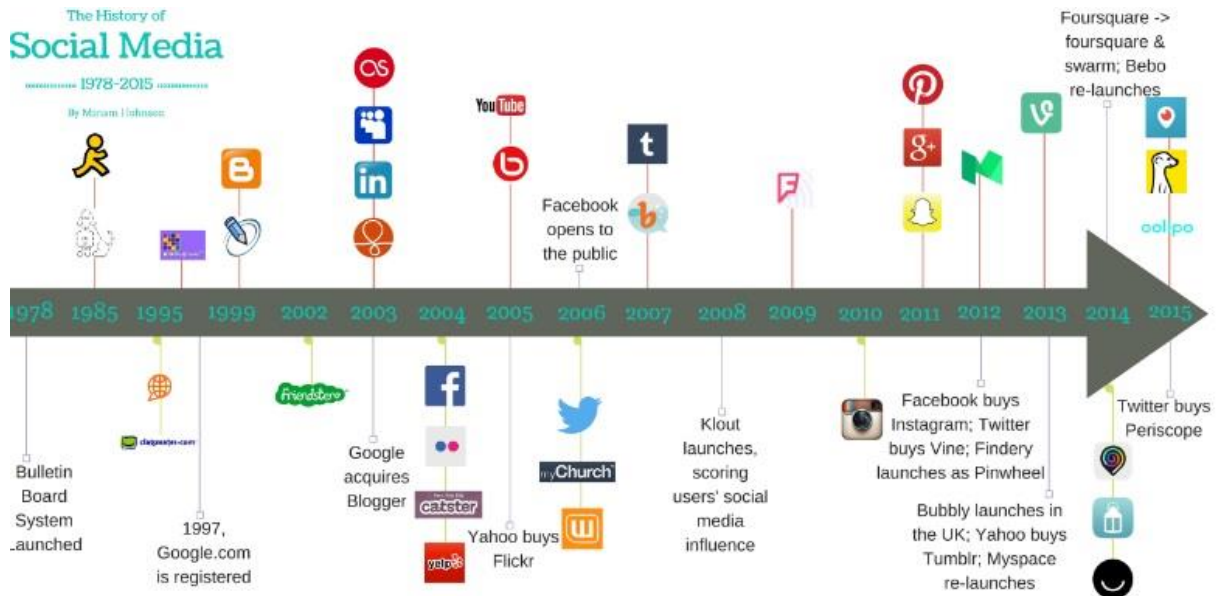 The History of
Social Media
1978-2015
Foursquare ->
foursquare &
swarm; Bebo
re-launches
You Tube
Facebook
opens to
the public
1978 1985 1995 1999 2002 2003 2004 2005 2006 2007 2008 2009 2010 2011 2012 2013 2014 2015
Bulletin
Board
System
Launched
1997,
Google.com
is registered
friendster
Google
acquires
Blogger
catster
yelp
Yahoo buys
Flickr
myChurch
Klout
launches,
scoring
users' social
media
influence
Facebook buys
Instagram; Twitter
buys Vine; Findery
launches as Pinwheel
Bubbly launches in
the UK; Yahoo buys
Tumblr; Myspace
re-launches
Twitter buys
Periscope